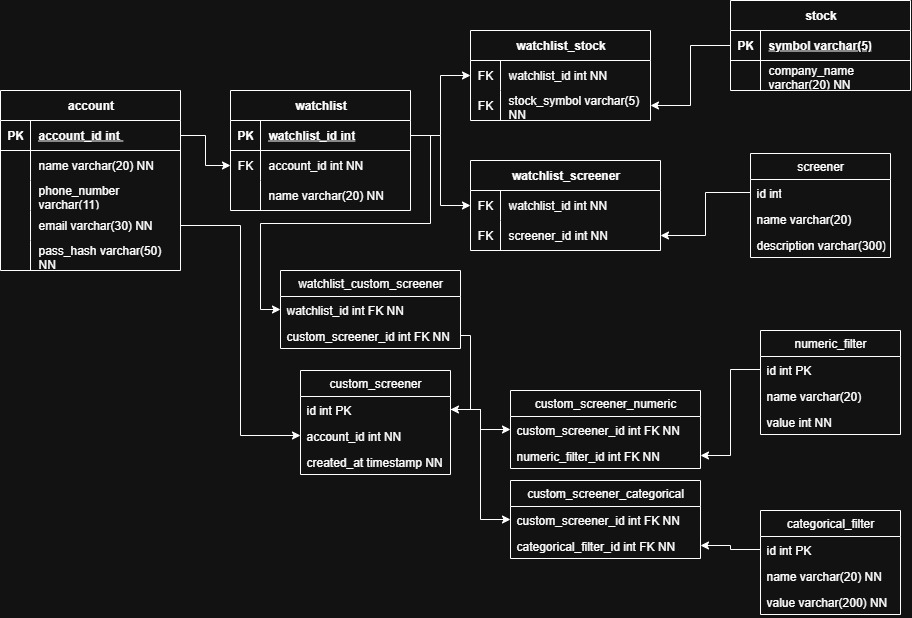 stock
PK symbol varchar(5)
company_name
varchar(20) NN
watchlist_stock
FK watchlist_id int NN
FK stock_symbol varchar(5)
NN
account
PK account_id int
name varchar(20) NN
phone_number
varchar(11)
email varchar(30) NN
pass_hash varchar(50)
NN
watchlist
PK watchlist_id int
FK account_id int NN
name varchar(20) NN
watchlist_screener
FK watchlist_id int NN
FK screener_id int NN
screener
id int
name varchar(20)
description varchar(300)
watchlist_custom_screener
watchlist_id int FK NN
custom_screener_id int FK NN
custom_screener
id int PK
account_id int NN
created_at timestamp NN
custom_screener_numeric
custom_screener_id int FK NN
numeric_filter_id int FK NN
numeric_filter
id int PK
name varchar(20)
value int NN
custom_screener_categorical
custom_screener_id int FK NN
categorical_filter_id int FK NN
categorical_filter
id int PK
name varchar(20) NN
value varchar(200) NN